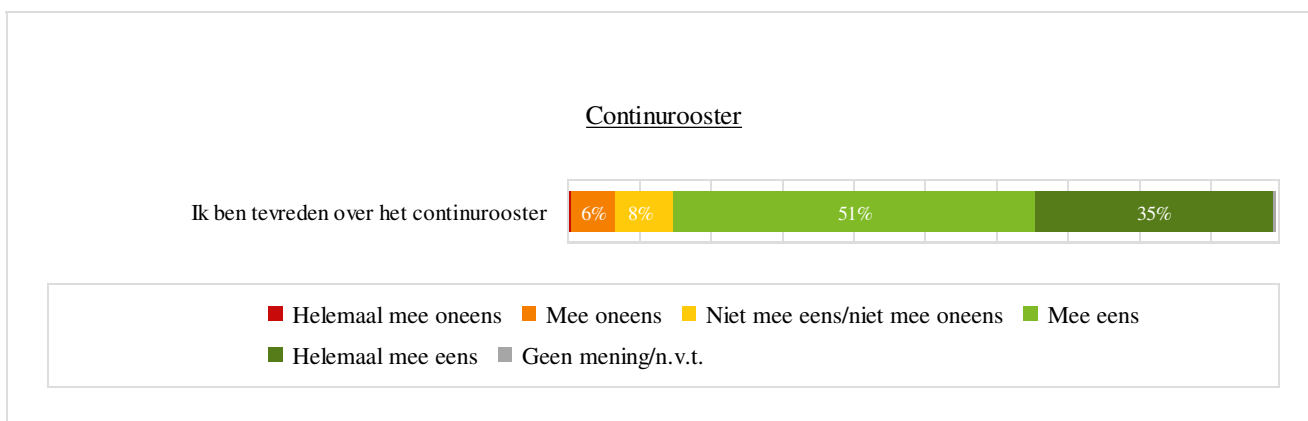 Continurooster
Ik ben tevreden over het continurooster 6% 8% 51% 35%
Helemaal mee oneens Mee oneens Niet mee eens/niet mee oneens Mee eens
Helemaal mee eens Geen mening/n.v.t.